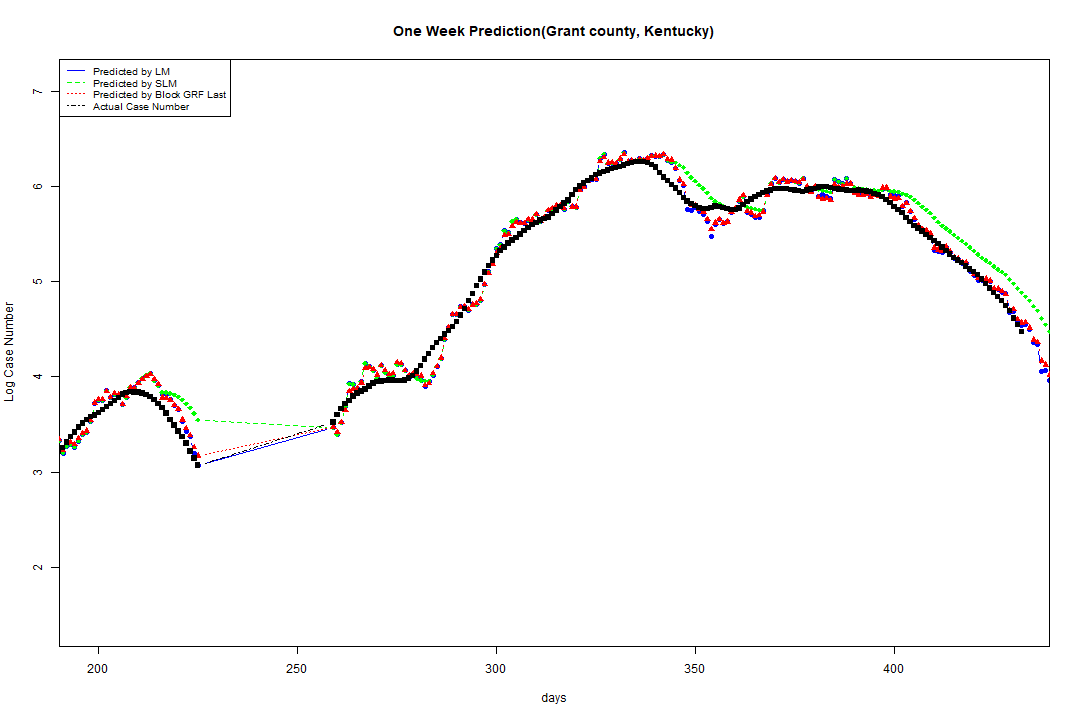 One Week Prediction(Grant county, Kentucky)
Predicted by LM
Predicted by SLM
Predicted by Block GRF Last
Actual Case Number
7
6
5
4
3
2
Log Case Number
200 250 300 350 400
days